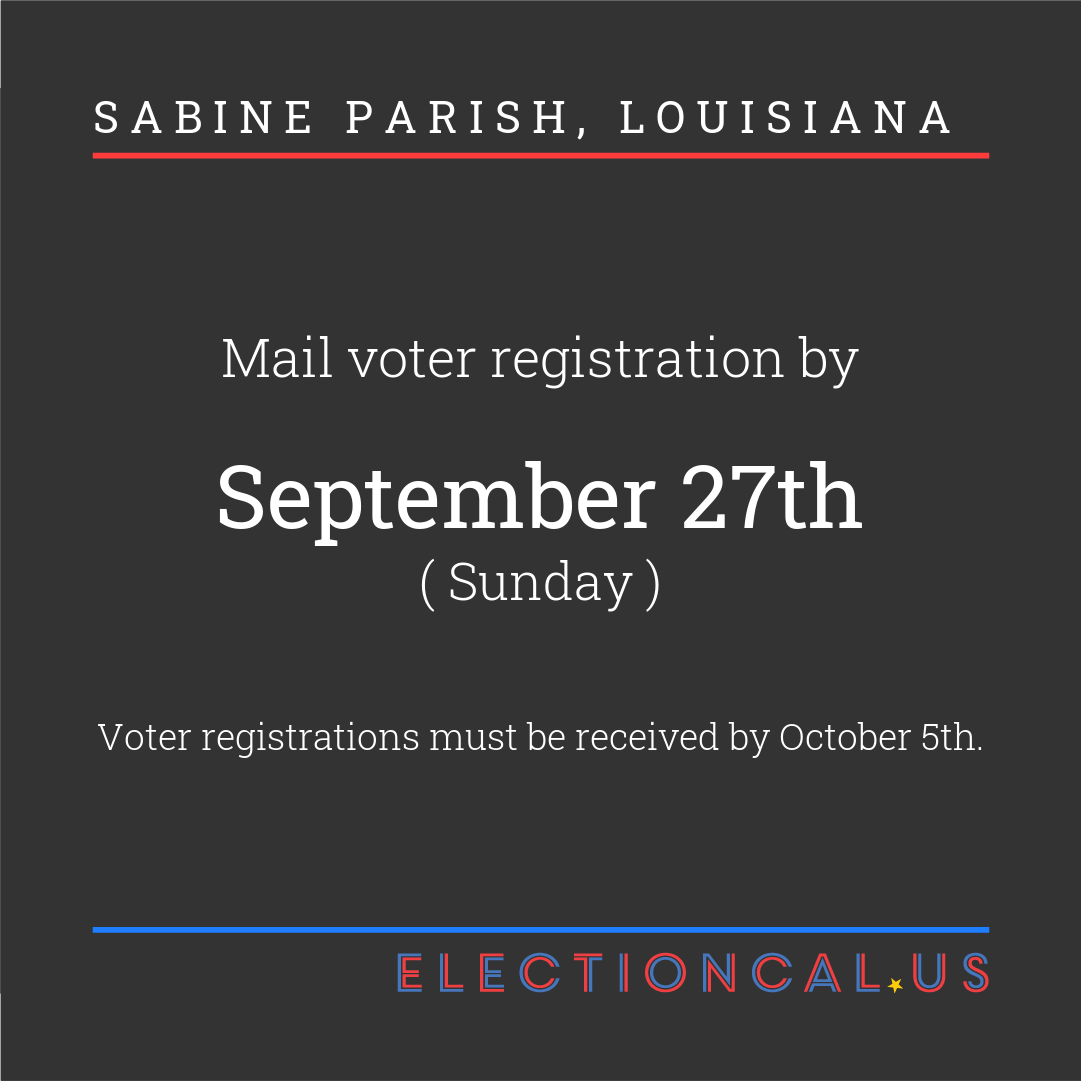 SABINE PARISH, LOUISIANA
Mail voter registration by
September 27th
( Sunday )
Voter registrations must be received by October 5th.
ELECTIONCAL.US